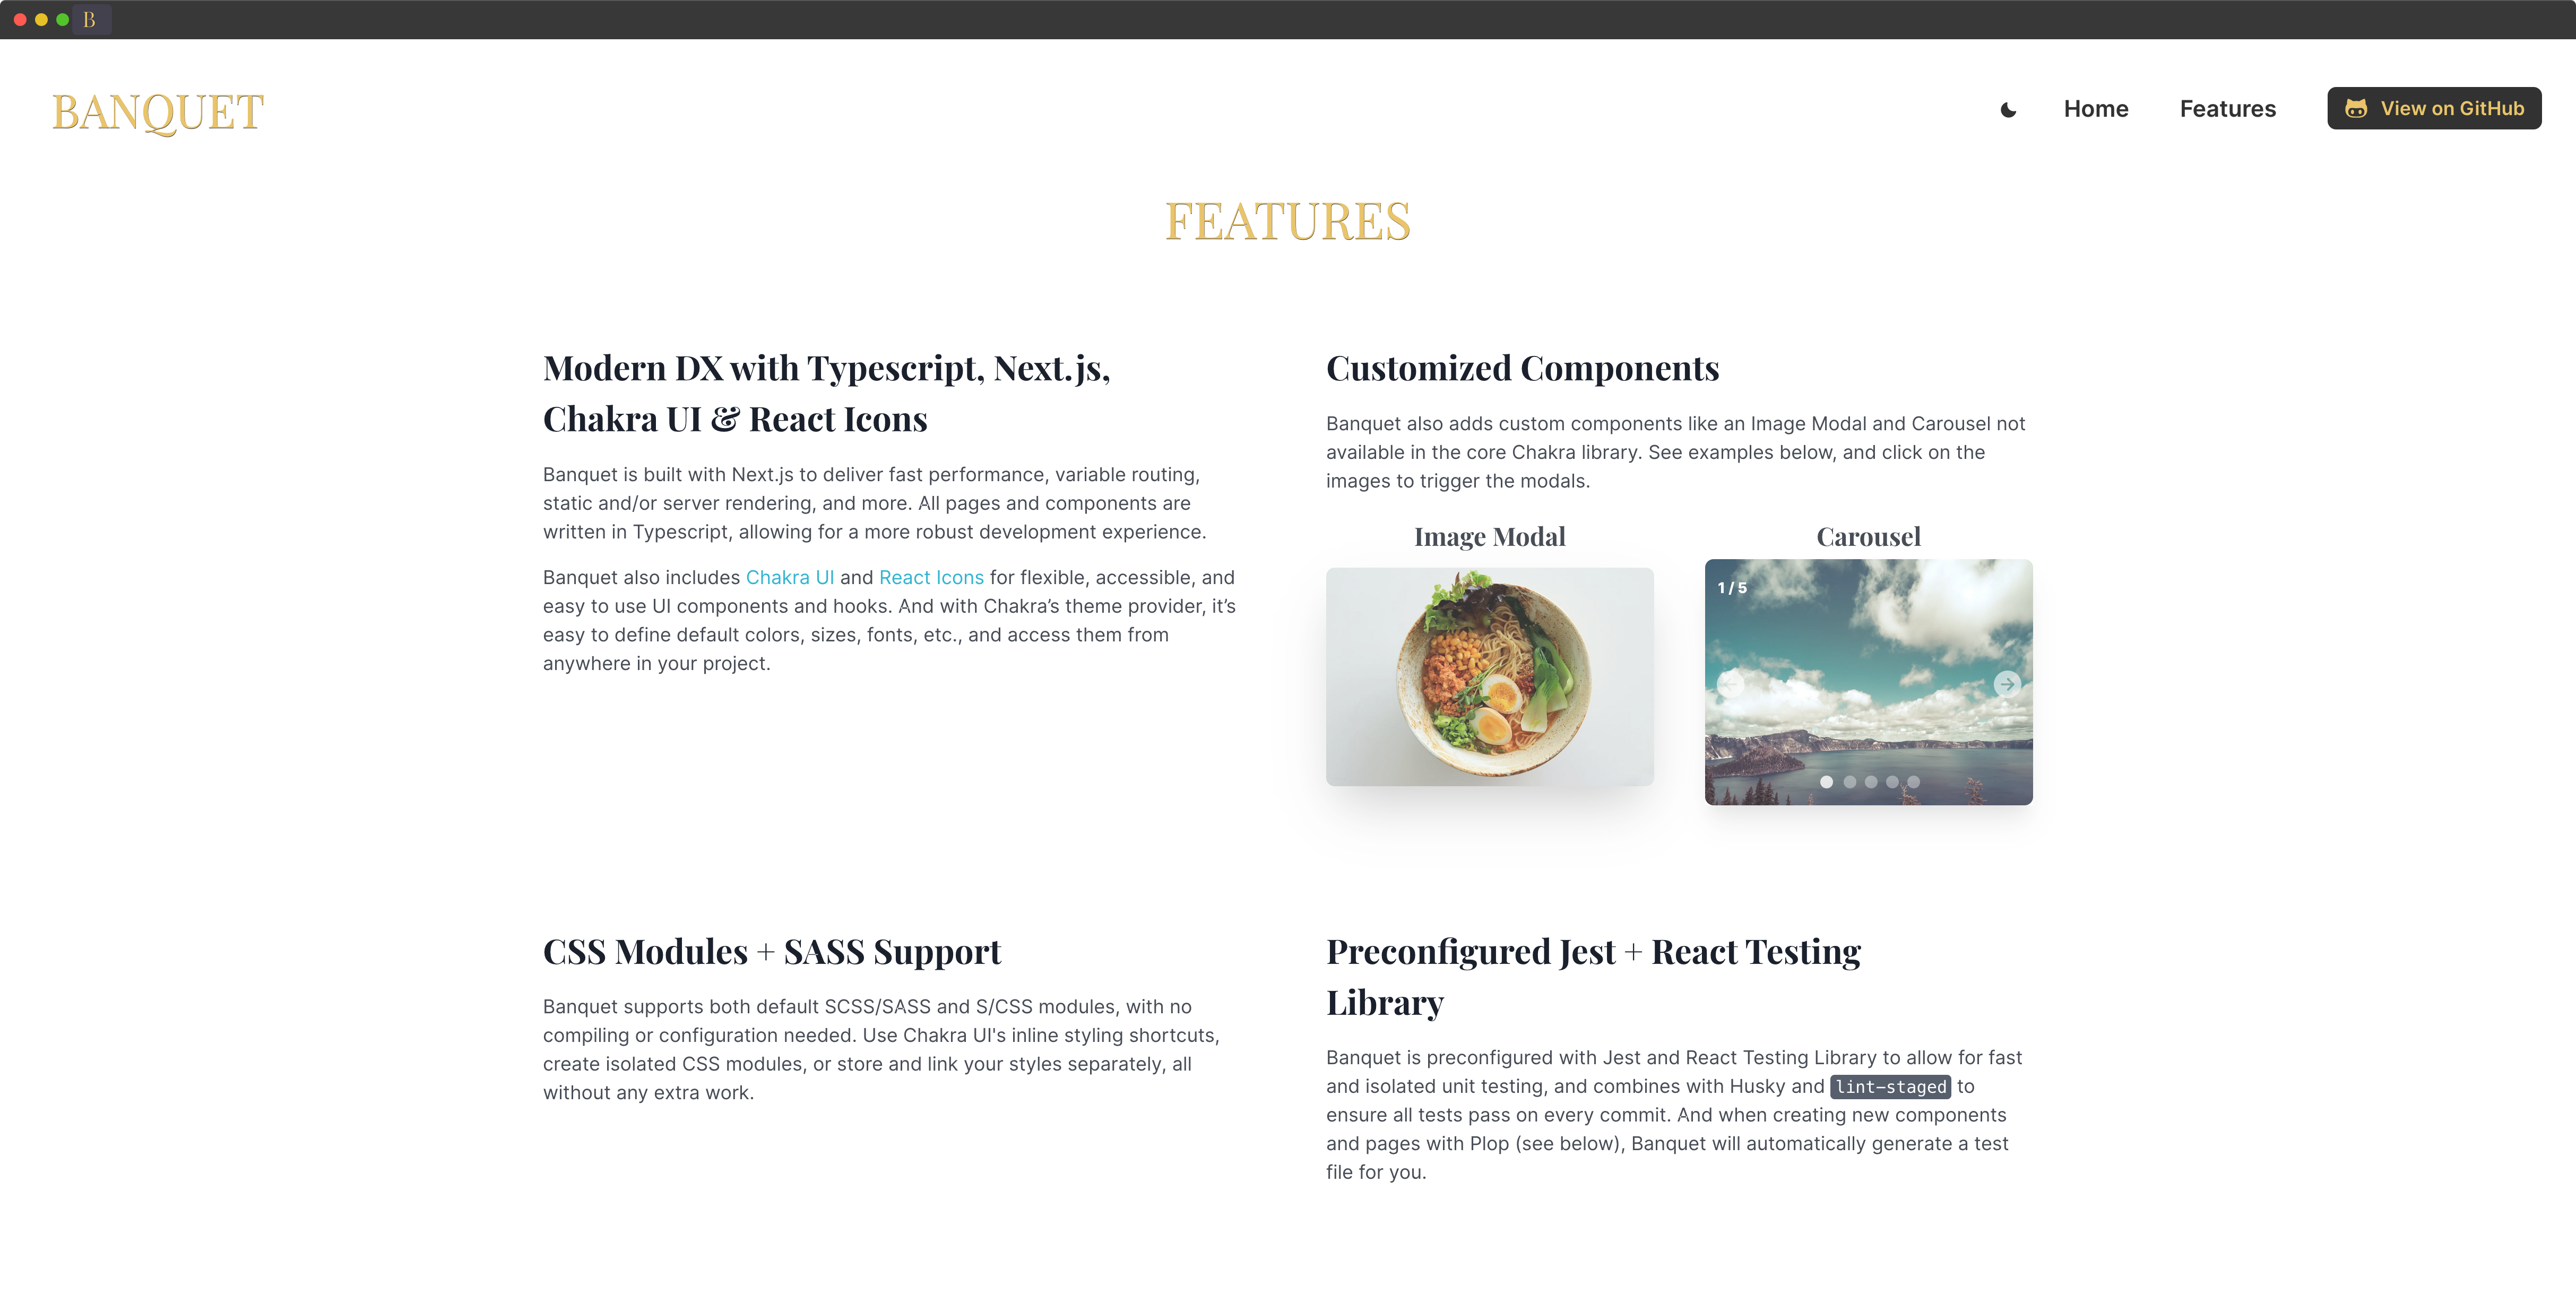 B
BANQUET
Home
Features
View on GitHub
FEATURES
Modern DX with Typescript, Next.js,
Chakra UI & React Icons
Banquet is built with Next.js to deliver fast performance, variable routing,
static and/or server rendering, and more. All pages and components are
written in Typescript, allowing for a more robust development experience.
Banquet also includes Chakra UI and React Icons for flexible, accessible, and
easy to use UI components and hooks. And with Chakra’s theme provider, it’s
easy to define default colors, sizes, fonts, etc., and access them from
anywhere in your project.
Customized Components
Banquet also adds custom components like an Image Modal and Carousel not
available in the core Chakra library. See examples below, and click on the
images to trigger the modals.
Image Modal
Carousel
1 / 5
CSS Modules + SASS Support
Banquet supports both default SCSS/SASS and S/CSS modules, with no
compiling or configuration needed. Use Chakra UI's inline styling shortcuts,
create isolated CSS modules, or store and link your styles separately, all
without any extra work.
Preconfigured Jest + React Testing
Library
Banquet is preconfigured with Jest and React Testing Library to allow for fast
and isolated unit testing, and combines with Husky and lint-staged to
ensure all tests pass on every commit. And when creating new components
and pages with Plop (see below), Banquet will automatically generate a test
file for you.